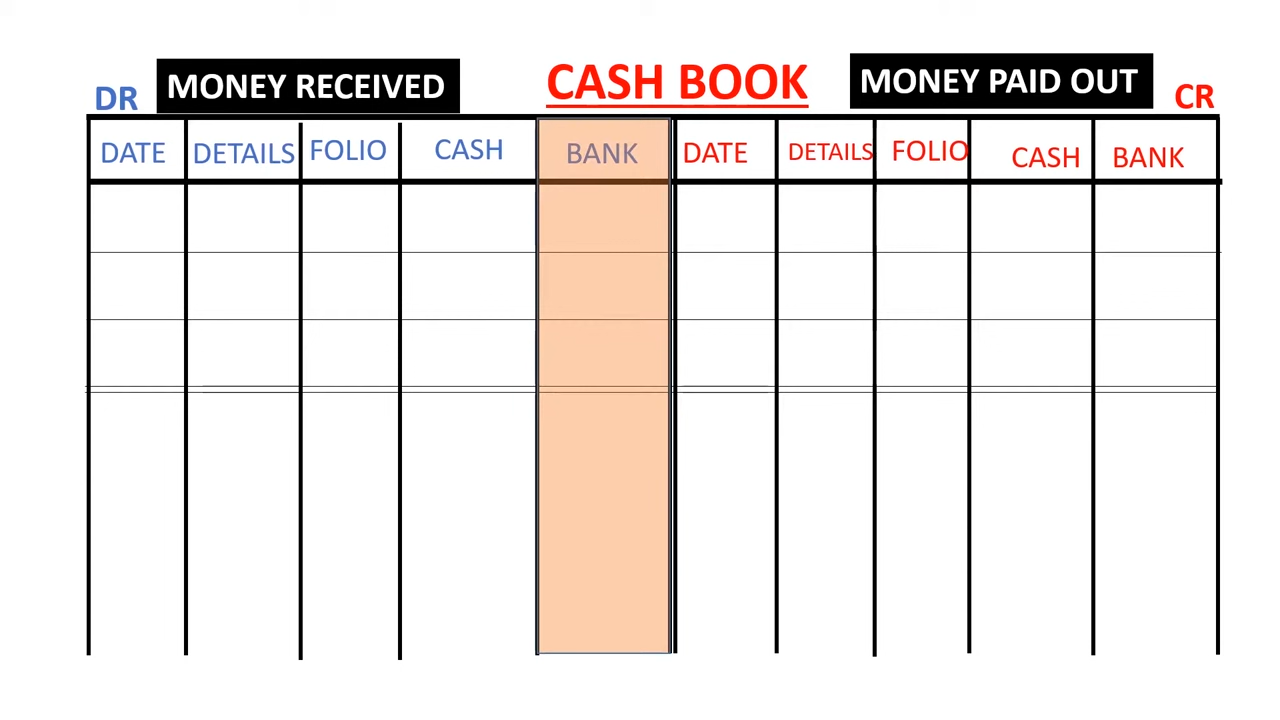 DR MONEY RECEIVED CASH BOOK MONEY PAID OUT CR
DATE DETAILS FOLIO CASH BANK DATE DETAILS FOLIO CASH BANK